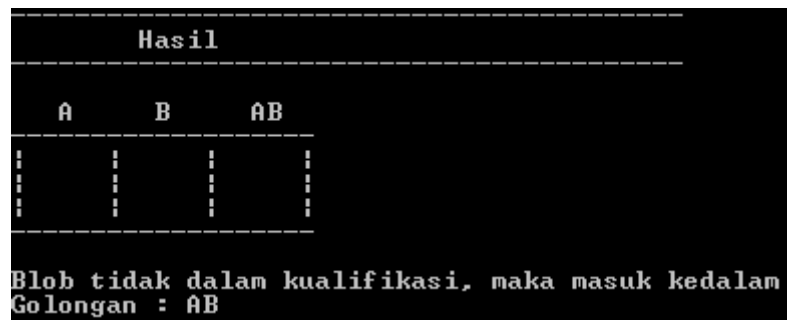 Hasil
A B AB
Blob tidak dalam kualifikasi, maka masuk kedalam
Golongan : AB